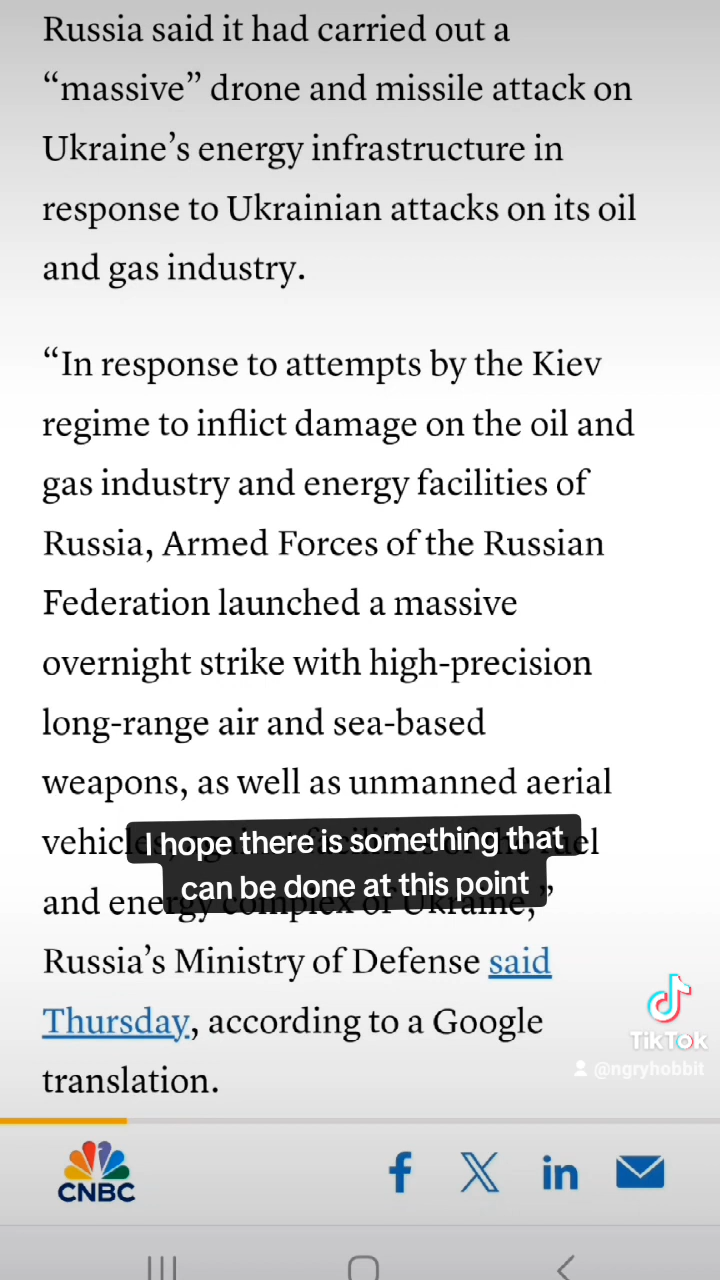 Russia said it had carried out a
“massive” drone and missile attack on
Ukraine’s energy infrastructure in
response to Ukrainian attacks on its oil
and gas industry.
“In response to attempts by the Kiev
regime to inflict damage on the oil and
gas industry and energy facilities of
Russia, Armed Forces of the Russian
Federation launched a massive
overnight strike with high-precision
long-range air and sea-based
weapons, as well as unmanned aerial
I hope there is something that
can be done at this point
and energy complex of Ukraine,”
Russia’s Ministry of Defense said
Thursday, according to a Google
translation.
TikTok
@ngryhobbit
CNBC
f X in